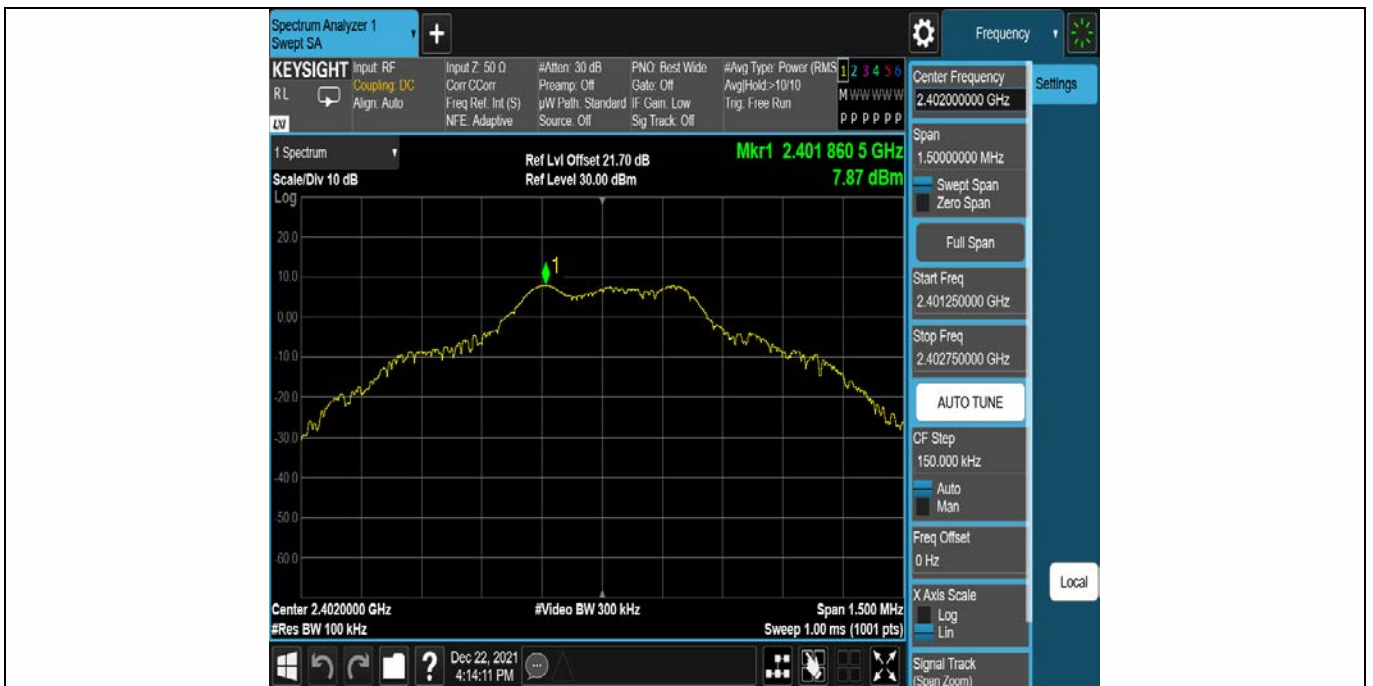 Spectrum Analyzer 1
Swept SA
+
Frequency
KEYSIGHT
RL
LXI
Input: RF
Coupling: DC
Align: Auto
Input Z: 50 Ω
Corr CCorr
Freq Ref: Int (S)
NFE: Adaptive
#Atten: 30 dB
Preamp: Off
µW Path: Standard
Source: Off
PNO: Best Wide
Gate: Off
IF Gain: Low
Sig Track: Off
#Avg Type: Power (RMS
Avg|Hold:>10/10
Trig: Free Run
1 2 3 4 5 6
M W W W W W
P P P P P P
1 Spectrum
Scale/Div 10 dB
Log
Ref Lvl Offset 21.70 dB
Ref Level 30.00 dBm
Mkr1 2.401 860 5 GHz
7.87 dBm
1
20.0
10.0
0.00
-10.0
-20.0
-30.0
-40.0
-50.0
-60.0
Center 2.4020000 GHz
#Res BW 100 kHz
#Video BW 300 kHz
Span 1.500 MHz
Sweep 1.00 ms (1001 pts)
?
Dec 22, 2021
4:14:11 PM
Center Frequency
2.402000000 GHz
Span
1.50000000 MHz
Swept Span
Zero Span
Full Span
Start Freq
2.401250000 GHz
Stop Freq
2.402750000 GHz
AUTO TUNE
CF Step
150.000 kHz
Auto
Man
Freq Offset
0 Hz
X Axis Scale
Log
Lin
Signal Track
(Span Zoom)
Settings
Local